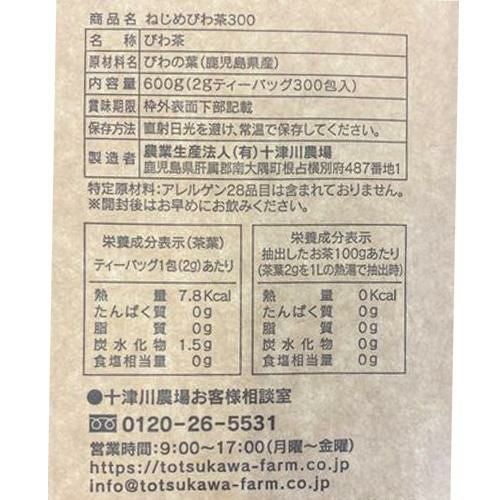 商品名 ねじめびわ茶300
名称 びわ茶
原材料名 びわの葉(鹿児島県産)
内容量 600g(2gティーバッグ300包入)
賞味期限 枠外表面下部記載
保存方法 直射日光を避け、常温で保存してください。
製造者 農業生産法人(有)十津川農場
鹿児島県肝属郡南大隅町根占横別府487番地1
特定原材料:アレルゲン28品目は含まれておりません。
※開封後はお早めにお飲みください。
栄養成分表示(茶葉)
ティーバッグ1包(2g)あたり
熱量 7.8Kcal
たんぱく質 0g
脂質 0g
炭水化物 1.5g
食塩相当量 0g
栄養成分表示
抽出したお茶100gあたり
(茶葉2gを1Lの熱湯で抽出時)
熱量 0Kcal
たんぱく質 0g
脂質 0g
炭水化物 0g
食塩相当量 0g
●十津川農場お客様相談室
0120-26-5531
営業時間:9:00〜17:00(月曜〜金曜)
https://totsukawa-farm.co.jp
info@totsukawa-farm.co.jp